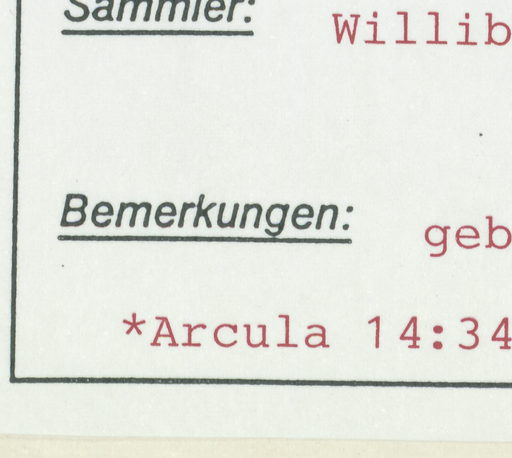 Sammler: Willib
Bemerkungen: geb
*Arcula 14:34